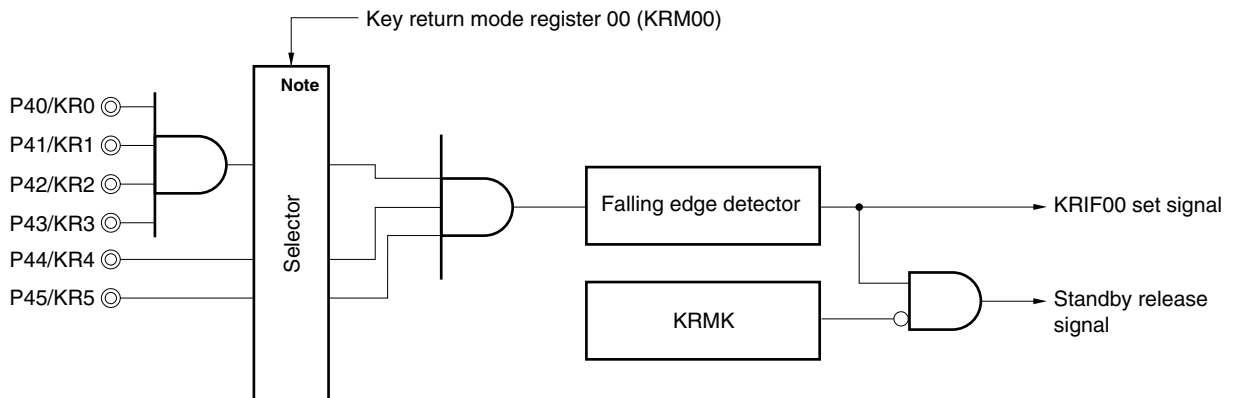 Key return mode register 00 (KRM00)
Note
P40/KR0
P41/KR1
P42/KR2
P43/KR3
P44/KR4
P45/KR5
Selector
Falling edge detector
KRIF00 set signal
KRMK
Standby release
signal